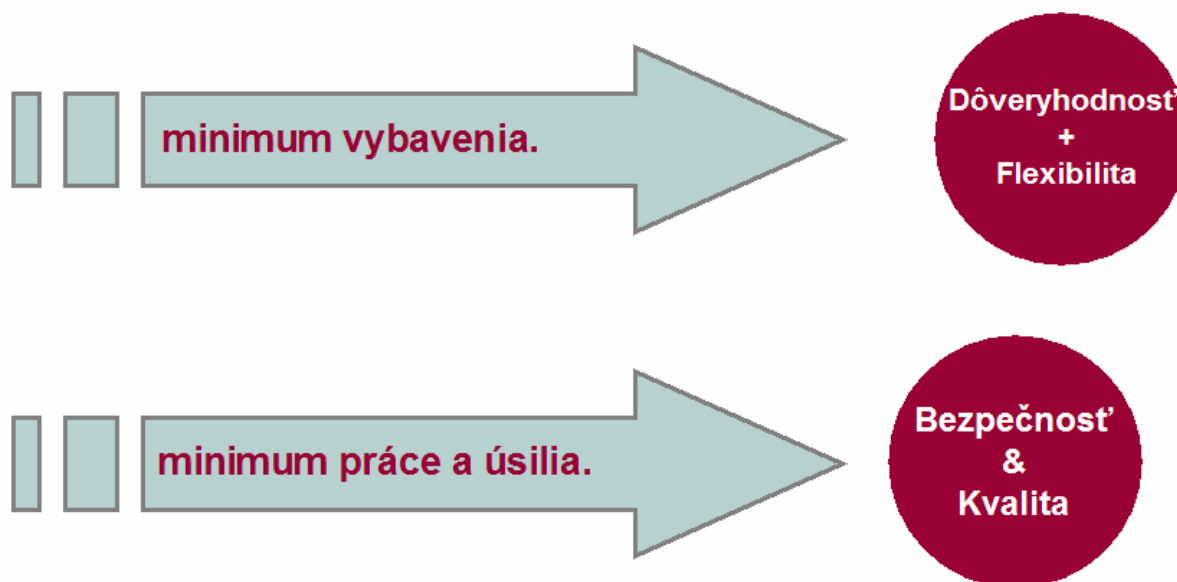 minimum vybavenia.
Dôveryhodnosť
+
Flexibilita
minimum práce a úsilia.
Bezpečnosť
&
Kvalita